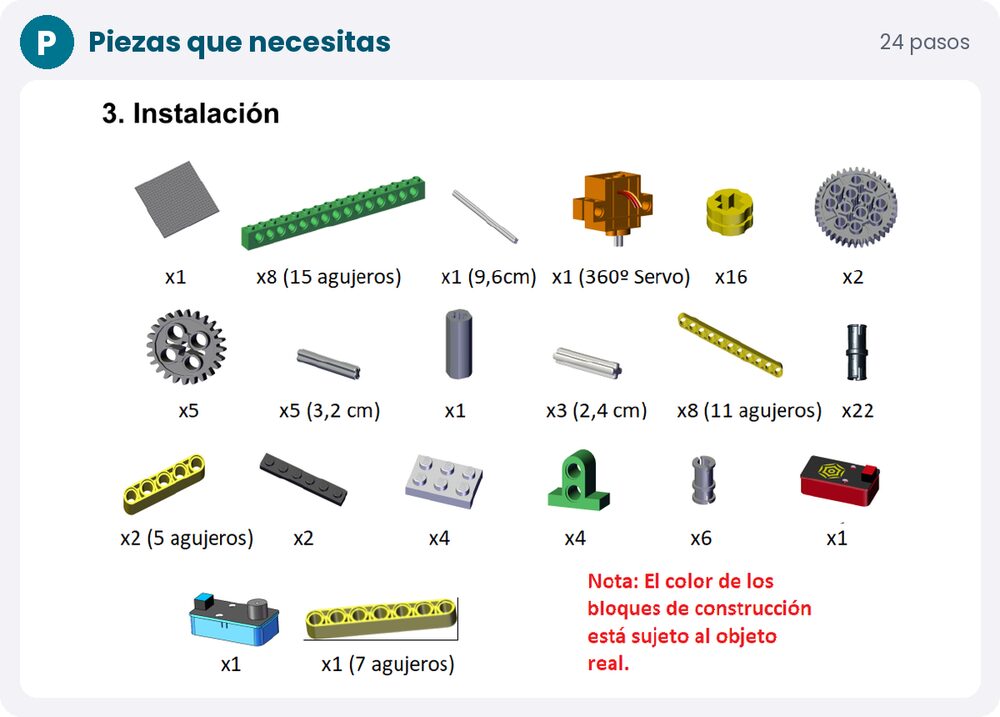 P
Piezas que necesitas
24 pasos
3. Instalación
x1
x8 (15 agujeros)
x1 (9,6cm)
x1 (360º Servo)
x16
x2
x5
x5 (3,2 cm)
x1
x3 (2,4 cm)
x8 (11 agujeros)
x22
x2 (5 agujeros)
x2
x4
x4
x6
x1
x1
x1 (7 agujeros)
Nota: El color de los
bloques de construcción
está sujeto al objeto
real.